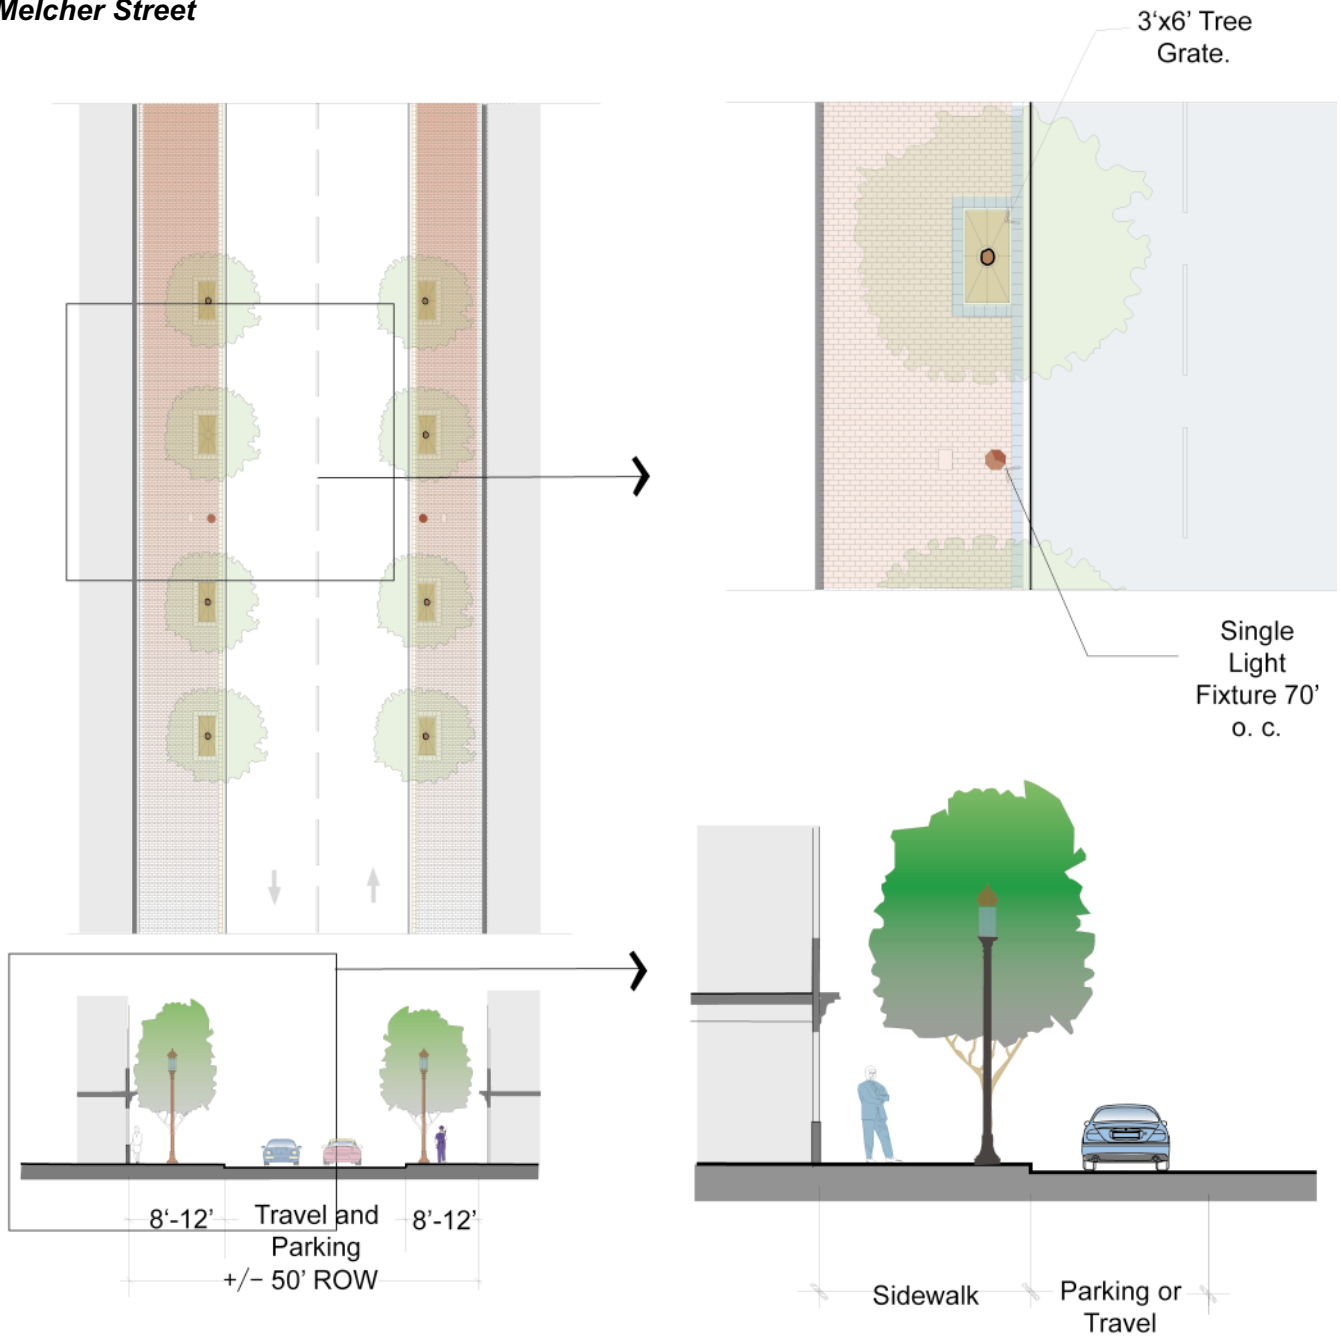 Melcher Street
3‘x6’ Tree
Grate.
Single
Light
Fixture 70’
o. c.
8‘-12’
Travel and
Parking
8‘-12’
+/– 50’ ROW
Sidewalk
Parking or
Travel